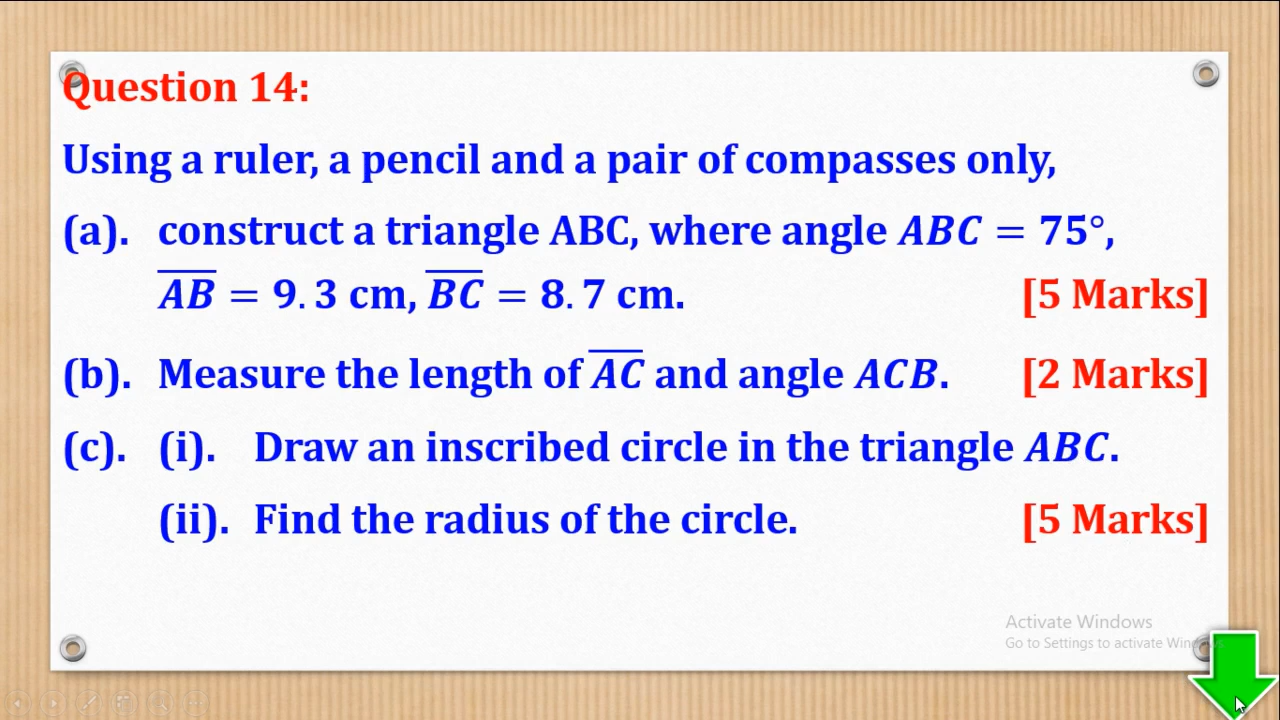 Question 14:
Using a ruler, a pencil and a pair of compasses only,
(a). construct a triangle ABC, where angle ABC = 75°,
A̅B̅ = 9.3 cm, B̅C̅ = 8.7 cm. [5 Marks]
(b). Measure the length of A̅C̅ and angle ACB. [2 Marks]
(c). (i). Draw an inscribed circle in the triangle ABC.
(ii). Find the radius of the circle. [5 Marks]
Activate Windows
Go to Settings to activate Windows